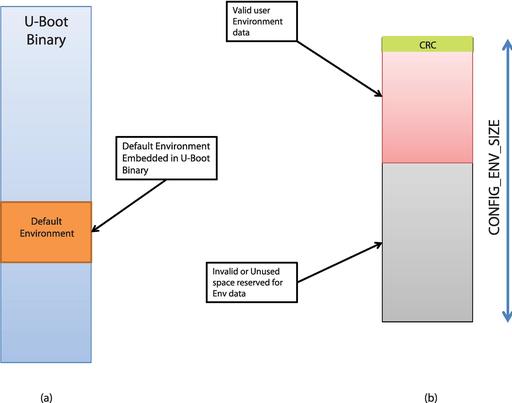 U-Boot
Binary
Default
Environment
Default Environment
Embedded in U-Boot
Binary
(a)
Valid user
Environment
data
CRC
CONFIG_ENV_SIZE
Invalid or Unused
space reserved for
Env data
(b)